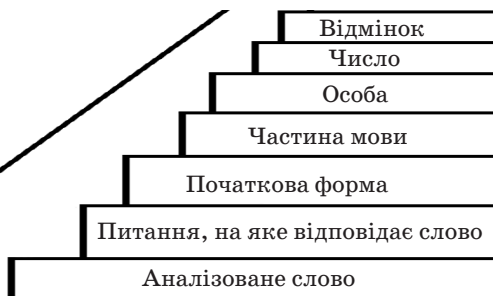 Відмінок
Число
Особа
Частина мови
Початкова форма
Питання, на яке відповідає слово
Аналізоване слово